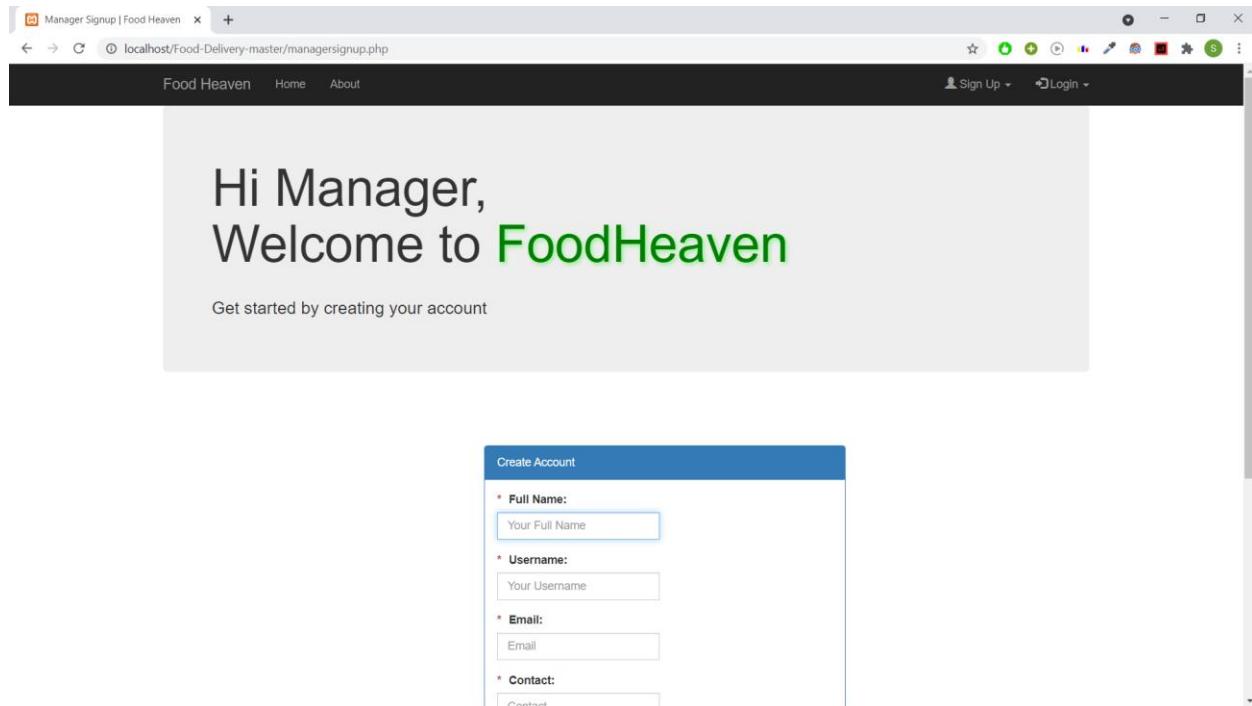 Manager Signup | Food Heaven
localhost/Food-Delivery-master/managersignup.php
S
Food Heaven Home About Sign Up Login
Hi Manager,
Welcome to FoodHeaven
Get started by creating your account
Create Account
* Full Name:
Your Full Name
* Username:
Your Username
* Email:
Email
* Contact:
Contact